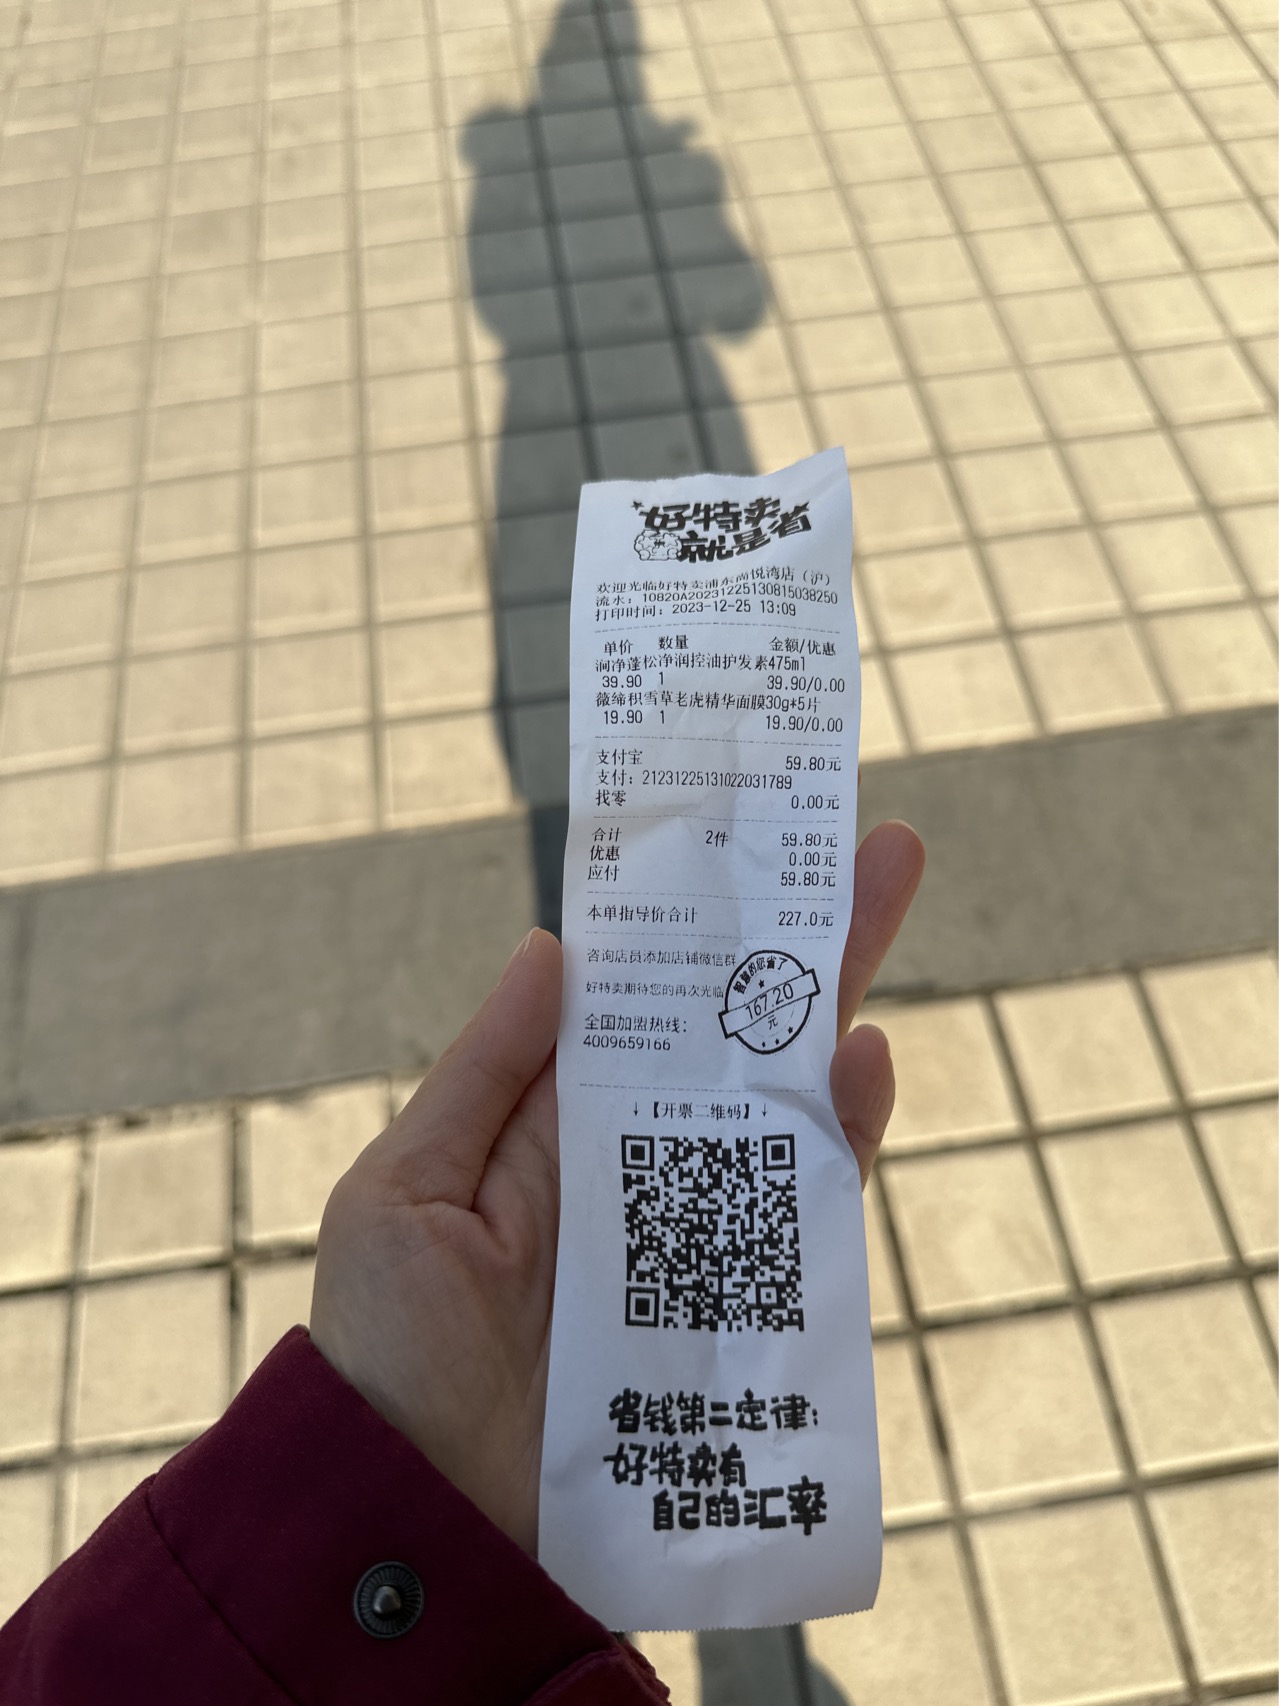 好特卖
就是省
欢迎光临好特卖浦东尚悦湾店（沪）
流水：10820A20231225130815038250
打印时间：2023-12-25 13:09
单价 数量 金额/优惠
涧净蓬松净润控油护发素475ml
39.90 1 39.90/0.00
薇缔积雪草老虎精华面膜30g*5片
19.90 1 19.90/0.00
支付宝 59.80元
支付：21231225131022031789
找零 0.00元
合计 2件 59.80元
优惠 0.00元
应付 59.80元
本单指导价合计 227.0元
咨询店员添加店铺微信群
好特卖期待您的再次光临
智慧的您省了
167.20
元
全国加盟热线：
4009659166
↓【开票二维码】↓
省钱第二定律：
好特卖有
自己的汇率